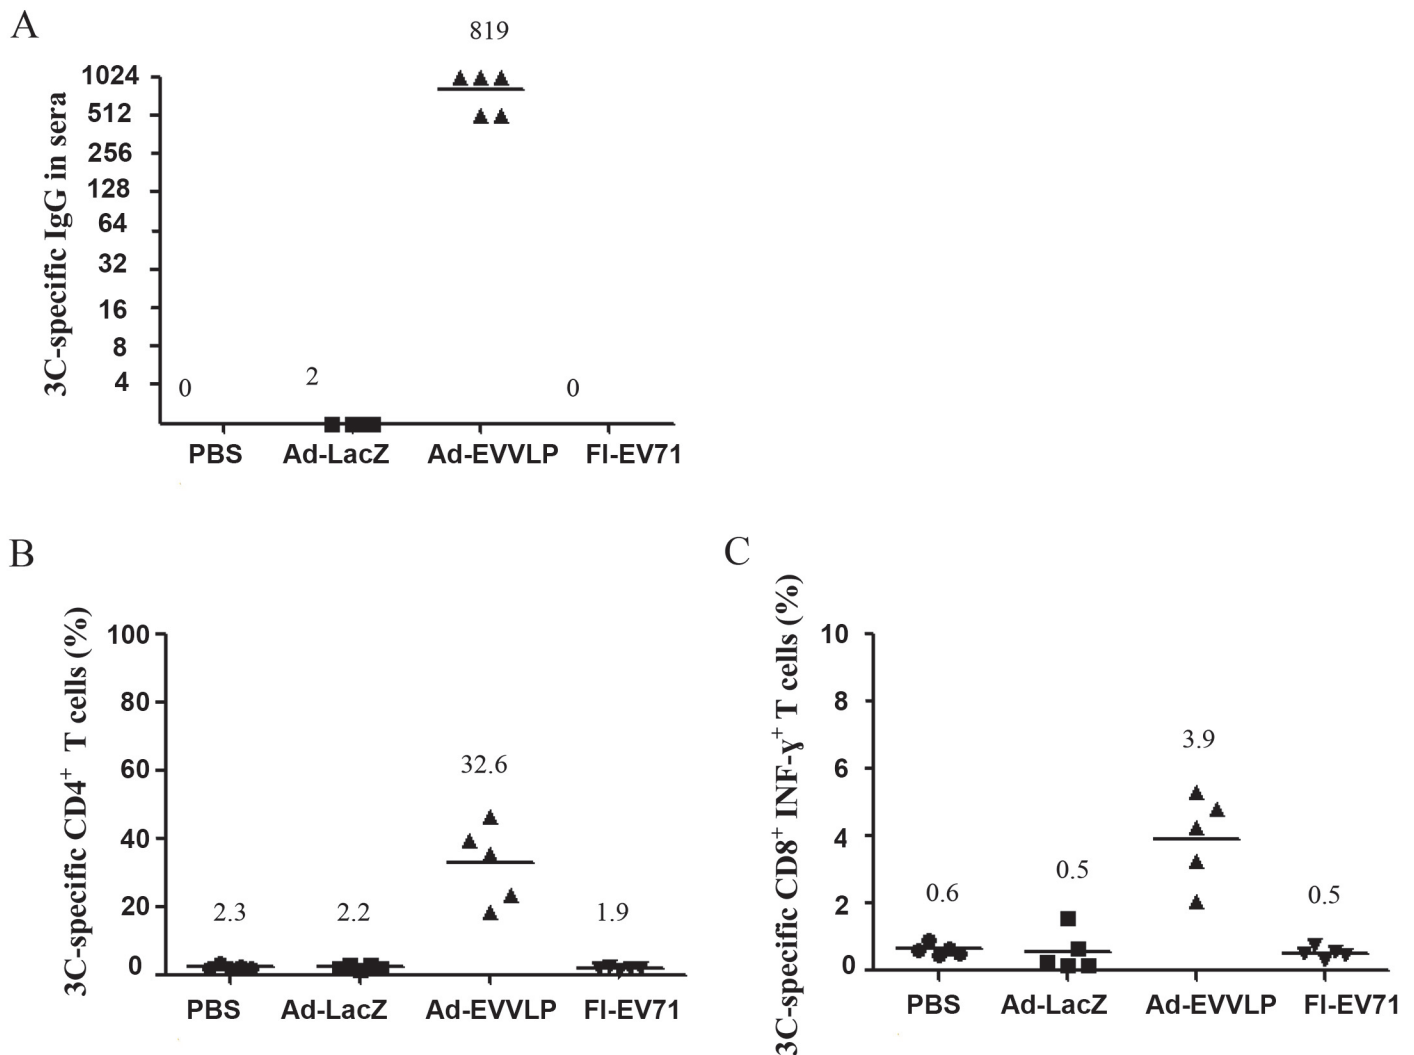 A
3C-specific IgG in sera
819
1024
512
256
128
64
32
16
8
4
0
2
0
PBS
Ad-LacZ
Ad-EVVLP
FI-EV71
B
3C-specific CD4⁺ T cells (%)
100
80
60
40
20
0
2.3
2.2
32.6
1.9
PBS
Ad-LacZ
Ad-EVVLP
FI-EV71
C
3C-specific CD8⁺ INF-γ⁺ T cells (%)
10
8
6
4
2
0
0.6
0.5
3.9
0.5
PBS
Ad-LacZ
Ad-EVVLP
FI-EV71